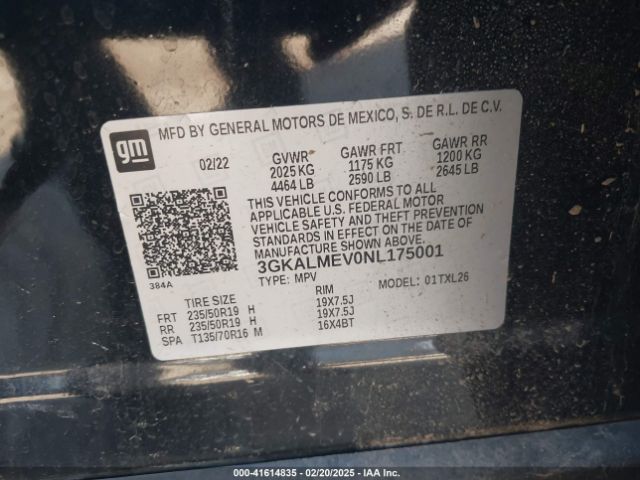 gm
MFD BY GENERAL MOTORS DE MEXICO, S. DE R.L. DE C.V.
02/22 GVWR GAWR FRT GAWR RR
2025 KG 1175 KG 1200 KG
4464 LB 2590 LB 2645 LB
THIS VEHICLE CONFORMS TO ALL
APPLICABLE U.S. FEDERAL MOTOR
VEHICLE SAFETY AND THEFT PREVENTION
STANDARDS IN EFFECT ON THE DATE OF
MANUFACTURE SHOWN ABOVE.
384A
3GKALMEV0NL175001
TYPE: MPV MODEL: 01TXL26
TIRE SIZE RIM
FRT 235/50R19 H 19X7.5J
RR 235/50R19 H 19X7.5J
SPA T135/70R16 M 16X4BT
000-41614835 - 02/20/2025 - IAA Inc.